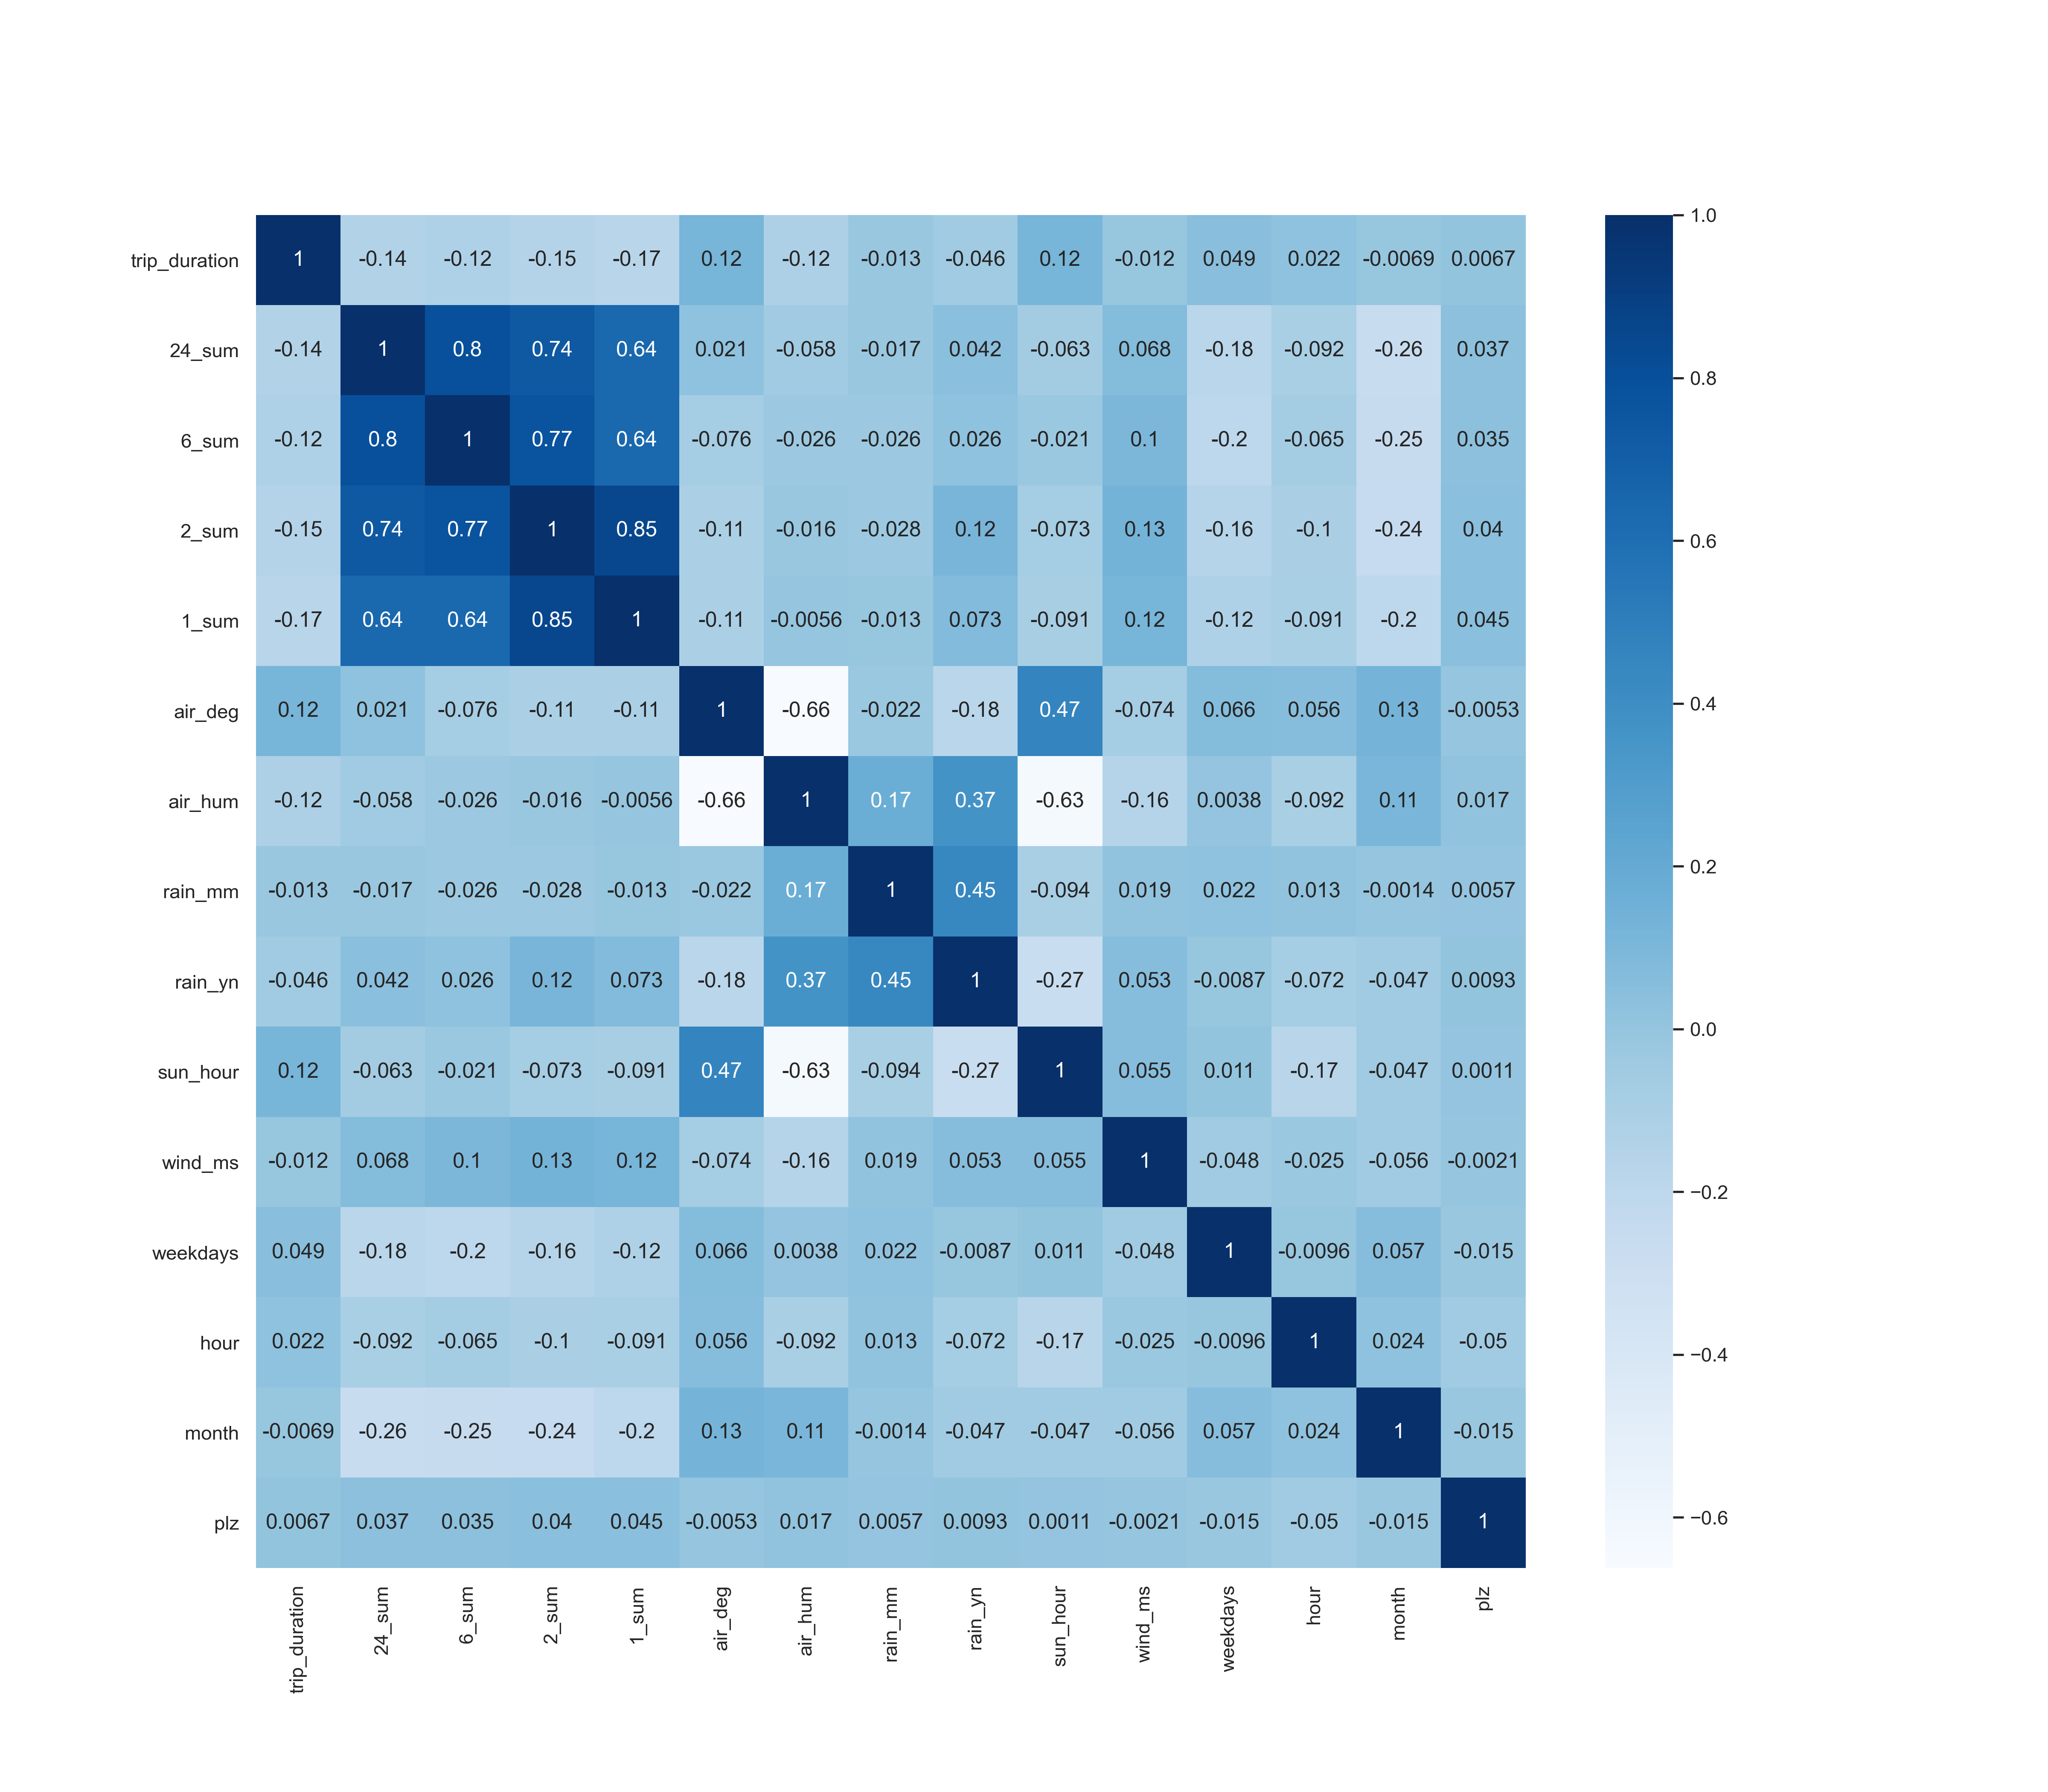 trip_duration 1 -0.14 -0.12 -0.15 -0.17 0.12 -0.12 -0.013 -0.046 0.12 -0.012 0.049 0.022 -0.0069 0.0067
24_sum -0.14 1 0.8 0.74 0.64 0.021 -0.058 -0.017 0.042 -0.063 0.068 -0.18 -0.092 -0.26 0.037
6_sum -0.12 0.8 1 0.77 0.64 -0.076 -0.026 -0.026 0.026 -0.021 0.1 -0.2 -0.065 -0.25 0.035
2_sum -0.15 0.74 0.77 1 0.85 -0.11 -0.016 -0.028 0.12 -0.073 0.13 -0.16 -0.1 -0.24 0.04
1_sum -0.17 0.64 0.64 0.85 1 -0.11 -0.0056 -0.013 0.073 -0.091 0.12 -0.12 -0.091 -0.2 0.045
air_deg 0.12 0.021 -0.076 -0.11 -0.11 1 -0.66 -0.022 -0.18 0.47 -0.074 0.066 0.056 0.13 -0.0053
air_hum -0.12 -0.058 -0.026 -0.016 -0.0056 -0.66 1 0.17 0.37 -0.63 -0.16 0.0038 -0.092 0.11 0.017
rain_mm -0.013 -0.017 -0.026 -0.028 -0.013 -0.022 0.17 1 0.45 -0.094 0.019 0.022 0.013 -0.0014 0.0057
rain_yn -0.046 0.042 0.026 0.12 0.073 -0.18 0.37 0.45 1 -0.27 0.053 -0.0087 -0.072 -0.047 0.0093
sun_hour 0.12 -0.063 -0.021 -0.073 -0.091 0.47 -0.63 -0.094 -0.27 1 0.055 0.011 -0.17 -0.047 0.0011
wind_ms -0.012 0.068 0.1 0.13 0.12 -0.074 -0.16 0.019 0.053 0.055 1 -0.048 -0.025 -0.056 -0.0021
weekdays 0.049 -0.18 -0.2 -0.16 -0.12 0.066 0.0038 0.022 -0.0087 0.011 -0.048 1 -0.0096 0.057 -0.015
hour 0.022 -0.092 -0.065 -0.1 -0.091 0.056 -0.092 0.013 -0.072 -0.17 -0.025 -0.0096 1 0.024 -0.05
month -0.0069 -0.26 -0.25 -0.24 -0.2 0.13 0.11 -0.0014 -0.047 -0.047 -0.056 0.057 0.024 1 -0.015
plz 0.0067 0.037 0.035 0.04 0.045 -0.0053 0.017 0.0057 0.0093 0.0011 -0.0021 -0.015 -0.05 -0.015 1
trip_duration 24_sum 6_sum 2_sum 1_sum air_deg air_hum rain_mm rain_yn sun_hour wind_ms weekdays hour month plz
1.0
0.8
0.6
0.4
0.2
0.0
−0.2
−0.4
−0.6